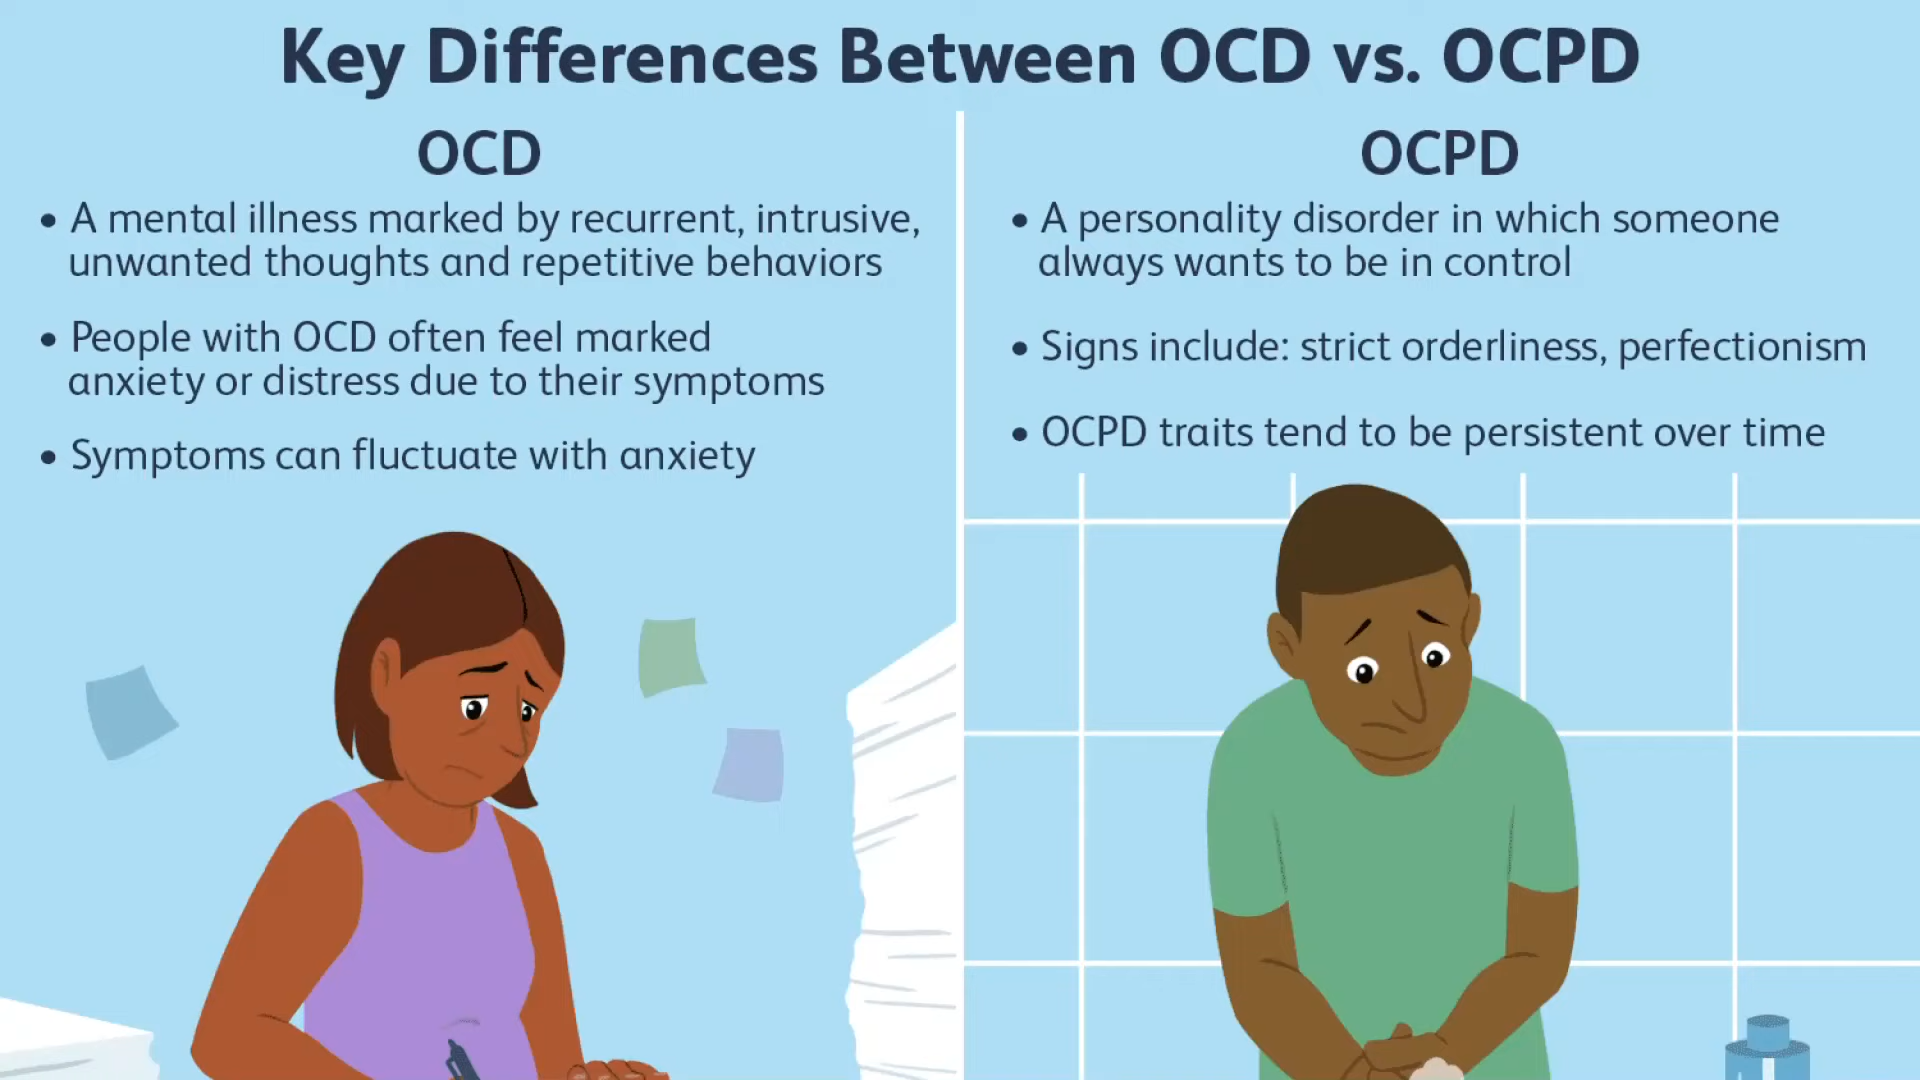 Key Differences Between OCD vs. OCPD
OCD
• A mental illness marked by recurrent, intrusive,
unwanted thoughts and repetitive behaviors
• People with OCD often feel marked
anxiety or distress due to their symptoms
• Symptoms can fluctuate with anxiety
OCPD
• A personality disorder in which someone
always wants to be in control
• Signs include: strict orderliness, perfectionism
• OCPD traits tend to be persistent over time